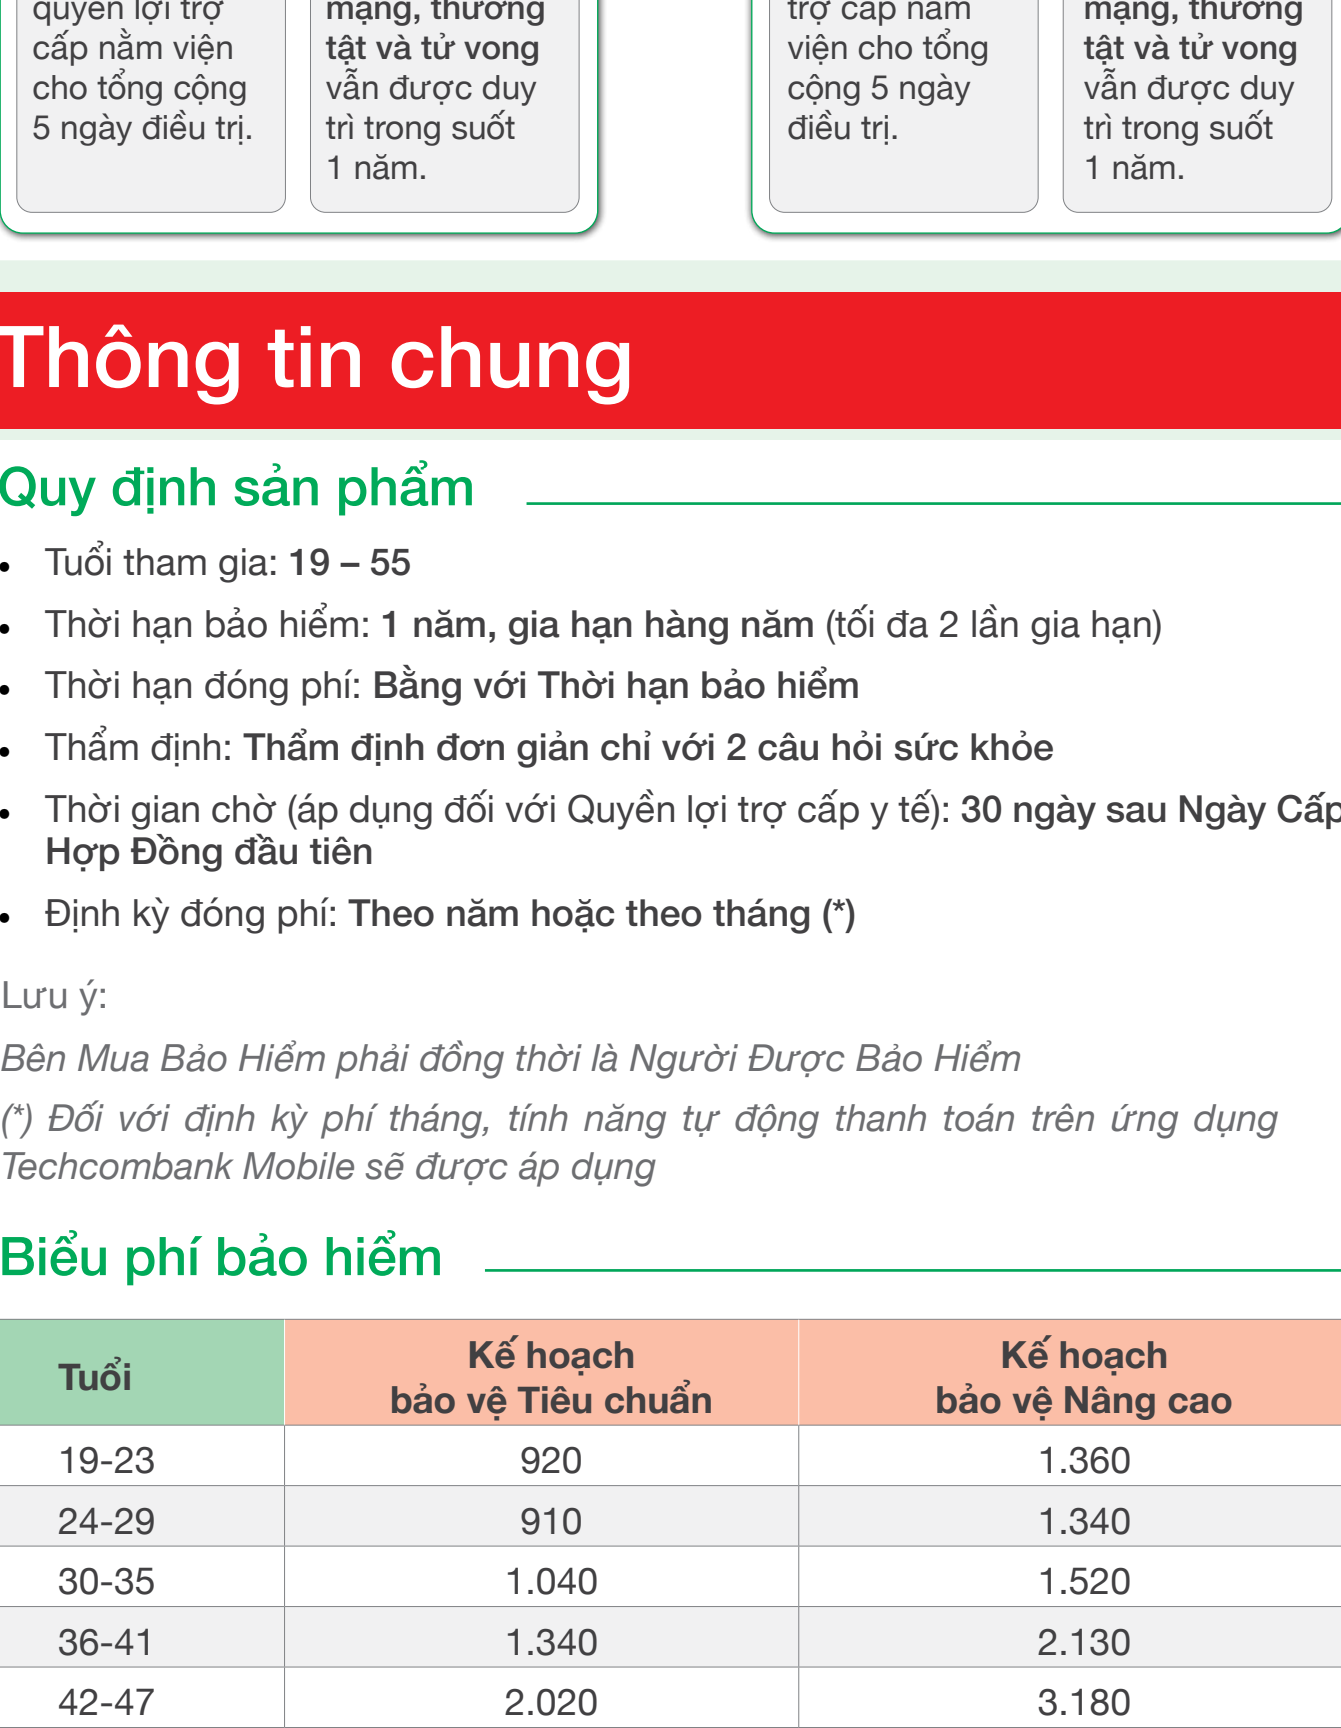 quyền lợi trợ
cấp nằm viện
cho tổng cộng
5 ngày điều trị.
mạng, thương
tật và tử vong
vẫn được duy
trì trong suốt
1 năm.
trợ cấp nằm
viện cho tổng
cộng 5 ngày
điều trị.
mạng, thương
tật và tử vong
vẫn được duy
trì trong suốt
1 năm.
Thông tin chung
Quy định sản phẩm
• Tuổi tham gia: 19 – 55
• Thời hạn bảo hiểm: 1 năm, gia hạn hàng năm (tối đa 2 lần gia hạn)
• Thời hạn đóng phí: Bằng với Thời hạn bảo hiểm
• Thẩm định: Thẩm định đơn giản chỉ với 2 câu hỏi sức khỏe
• Thời gian chờ (áp dụng đối với Quyền lợi trợ cấp y tế): 30 ngày sau Ngày Cấp
Hợp Đồng đầu tiên
• Định kỳ đóng phí: Theo năm hoặc theo tháng (*)
Lưu ý:
Bên Mua Bảo Hiểm phải đồng thời là Người Được Bảo Hiểm
(*) Đối với định kỳ phí tháng, tính năng tự động thanh toán trên ứng dụng
Techcombank Mobile sẽ được áp dụng
Biểu phí bảo hiểm
Tuổi
Kế hoạch
bảo vệ Tiêu chuẩn
Kế hoạch
bảo vệ Nâng cao
19-23 920 1.360
24-29 910 1.340
30-35 1.040 1.520
36-41 1.340 2.130
42-47 2.020 3.180